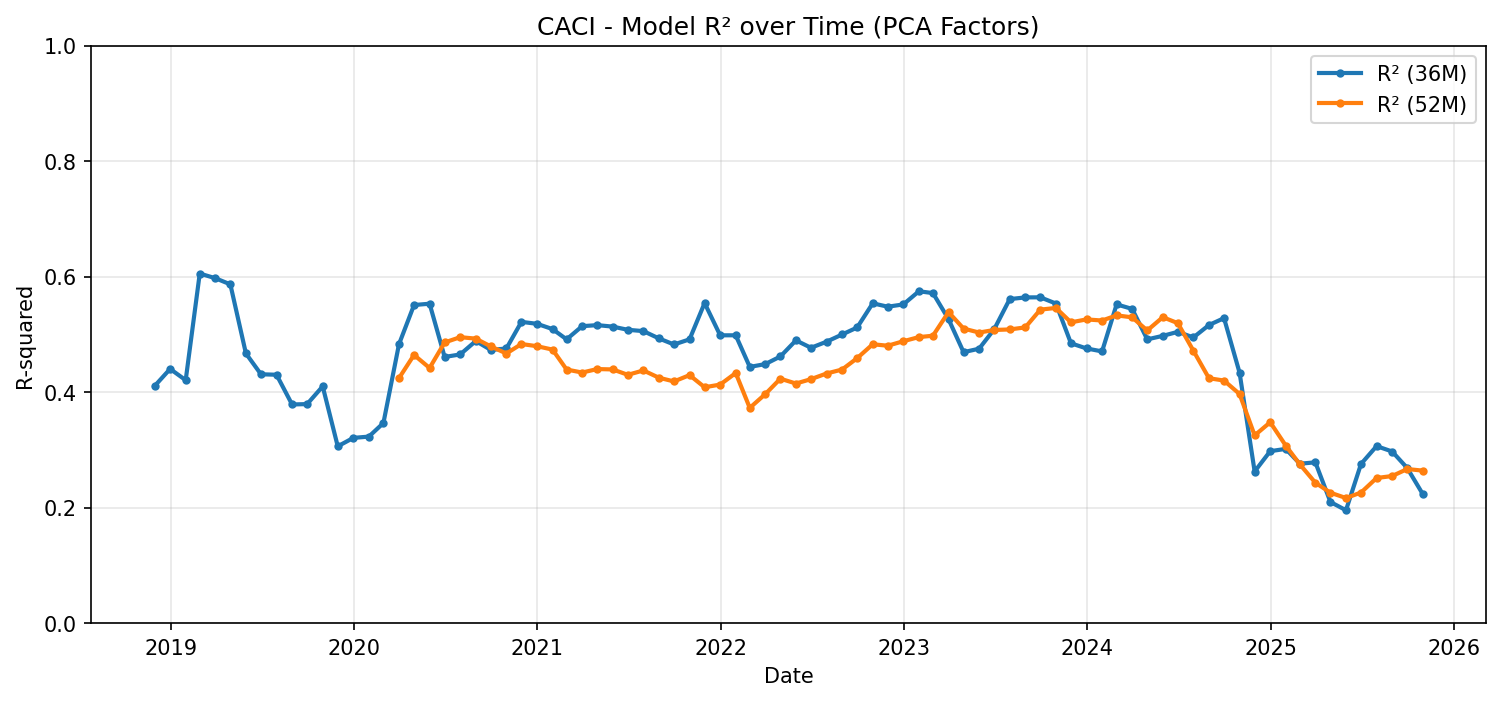 CACI - Model R² over Time (PCA Factors)
R² (36M)
R² (52M)
1.0
0.8
0.6
0.4
0.2
0.0
R-squared
2019
2020
2021
2022
2023
2024
2025
2026
Date